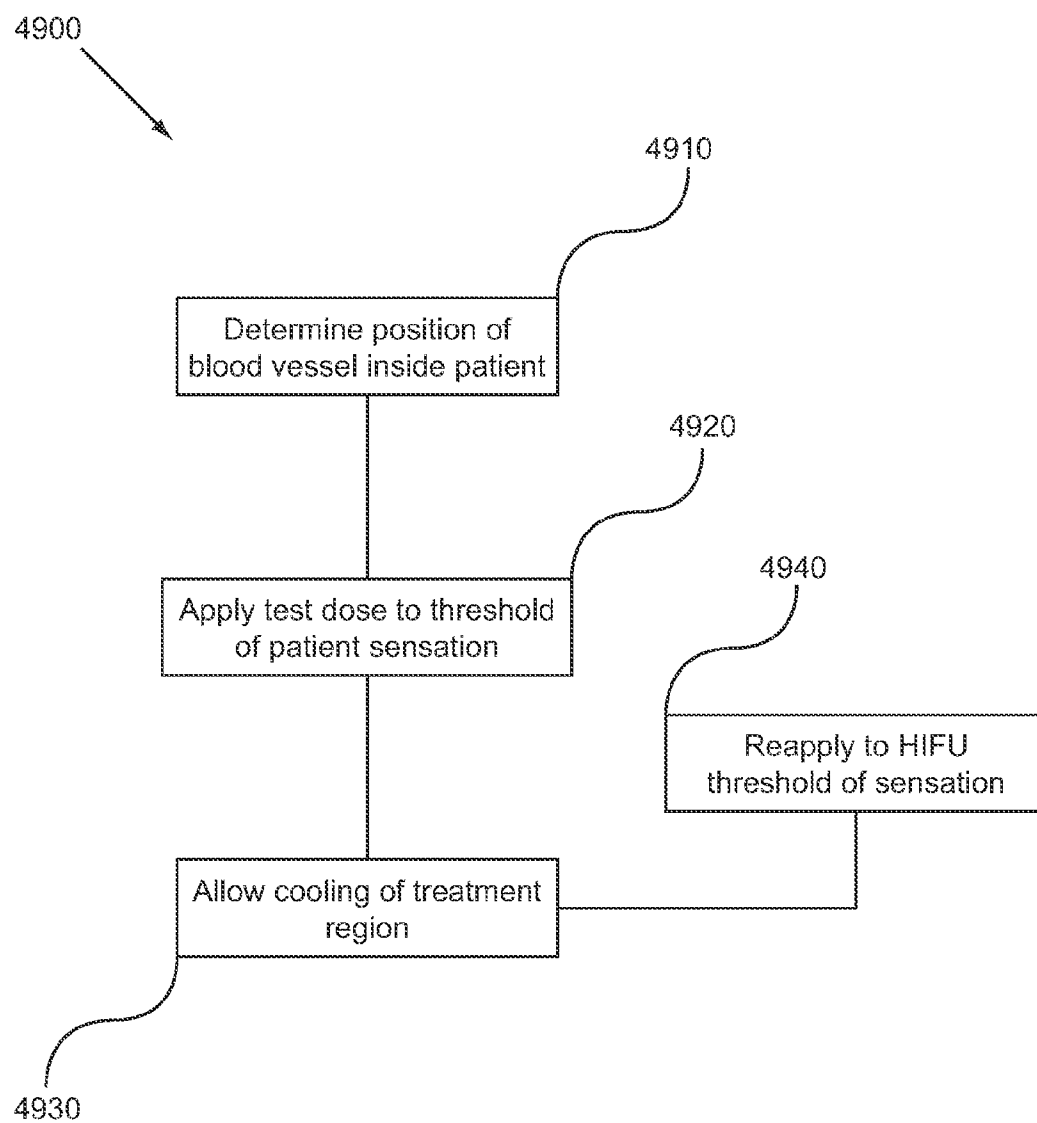 4900
4910
Determine position of
blood vessel inside patient
4920
Apply test dose to threshold
of patient sensation
4940
Reapply to HIFU
threshold of sensation
Allow cooling of treatment
region
4930